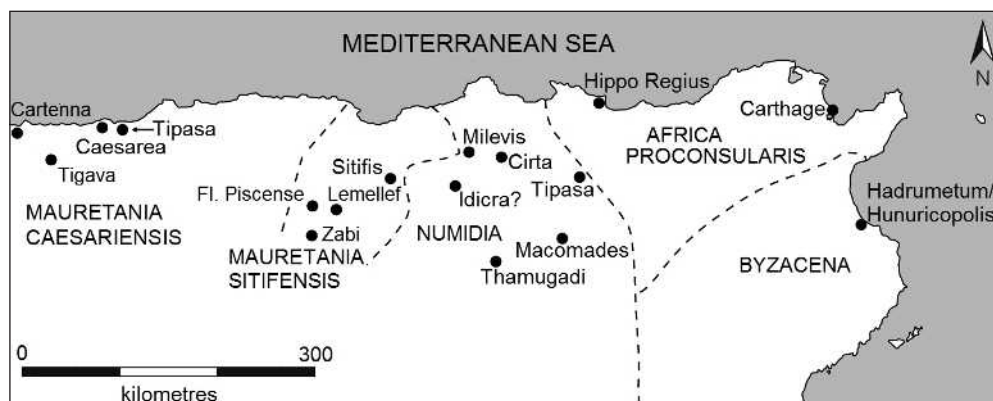 MEDITERRANEAN SEA
N
Hippo Regius
Cartenna
Carthage
Tipasa
Caesarea
Milevis
AFRICA
PROCONSULARIS
Tigava
Sitifis
Cirta
Fl. Piscense
Lemellef
Idicra?
Tipasa
Hadrumetum/
Hunuricopolis
MAURETANIA
CAESARIENSIS
Zabi
NUMIDIA
MAURETANIA
SITIFENSIS
Macomades
Thamugadi
BYZACENA
0
300
kilometres